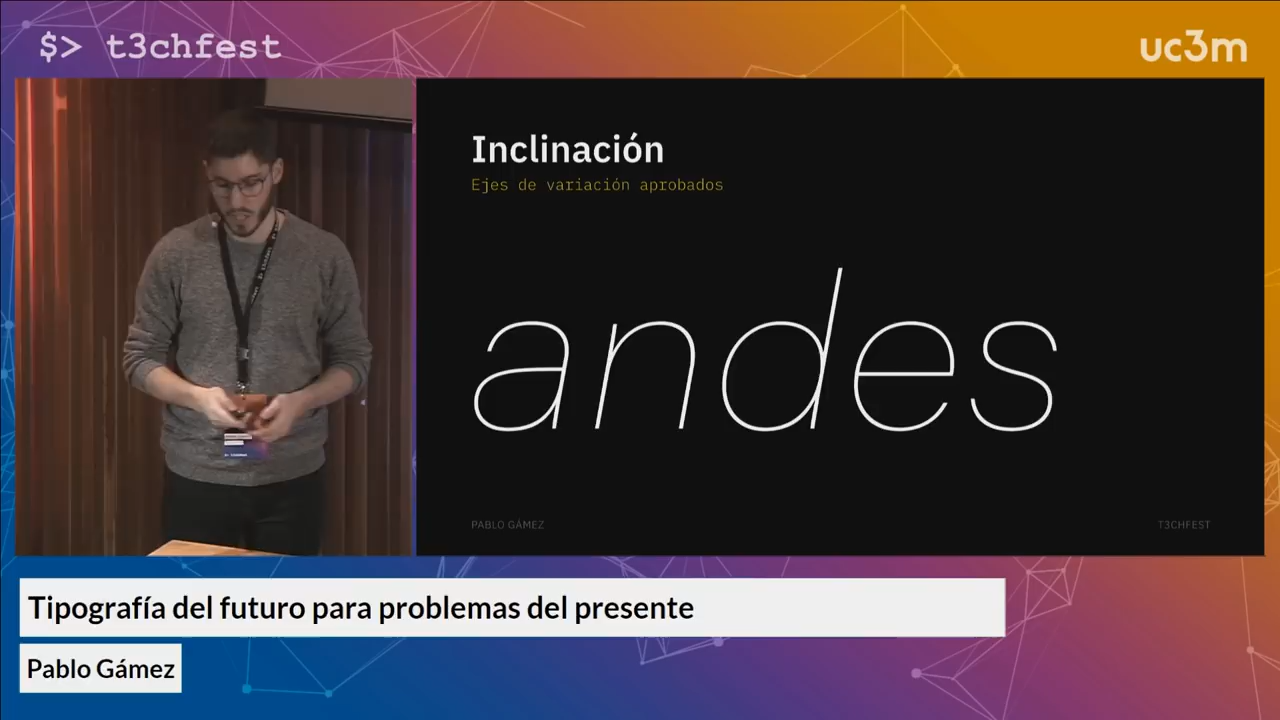 $> t3chfest
uc3m
Inclinación
Ejes de variación aprobados
andes
PABLO GÁMEZ
T3CHFEST
Tipografía del futuro para problemas del presente
Pablo Gámez